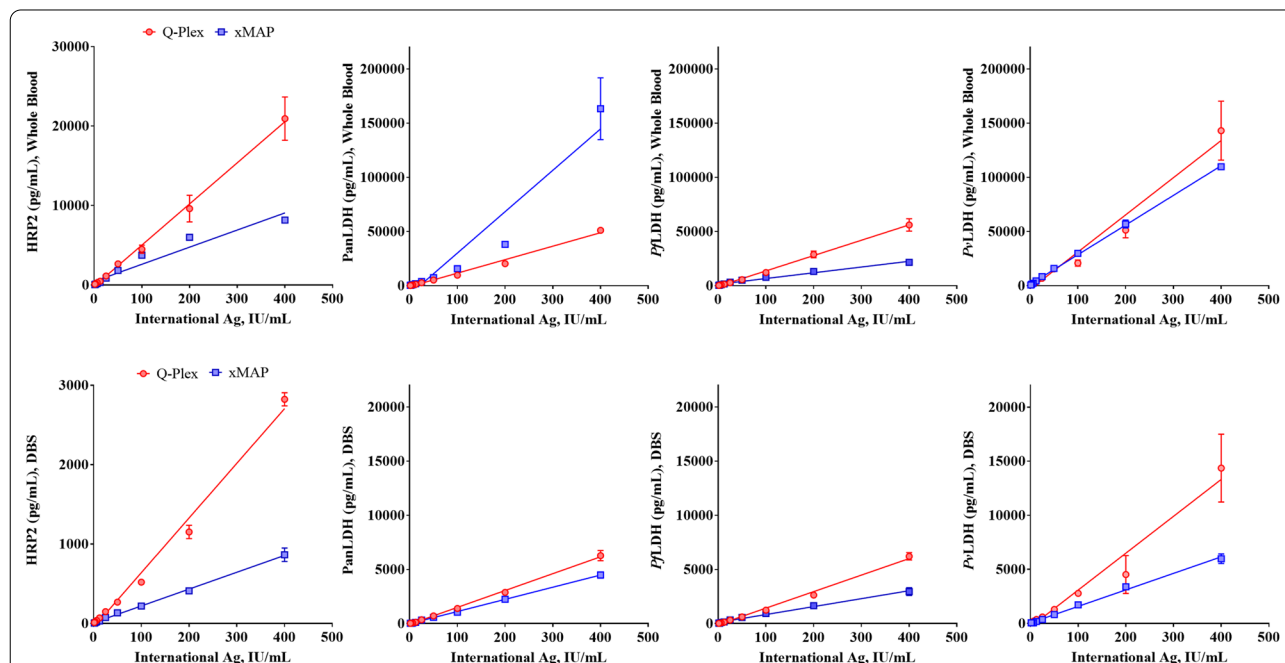 Q-Plex xMAP
HRP2 (pg/mL), Whole Blood
30000
20000
10000
0
0 100 200 300 400 500
International Ag, IU/mL
PanLDH (pg/mL), Whole Blood
200000
150000
100000
50000
0
0 100 200 300 400 500
International Ag, IU/mL
PfLDH (pg/mL), Whole Blood
200000
150000
100000
50000
0
0 100 200 300 400 500
International Ag, IU/mL
PvLDH (pg/mL), Whole Blood
200000
150000
100000
50000
0
0 100 200 300 400 500
International Ag, IU/mL
Q-Plex xMAP
HRP2 (pg/mL), DBS
3000
2000
1000
0
0 100 200 300 400 500
International Ag, IU/mL
PanLDH (pg/mL), DBS
20000
15000
10000
5000
0
0 100 200 300 400 500
International Ag, IU/mL
PfLDH (pg/mL), DBS
20000
15000
10000
5000
0
0 100 200 300 400 500
International Ag, IU/mL
PvLDH (pg/mL), DBS
20000
15000
10000
5000
0
0 100 200 300 400 500
International Ag, IU/mL